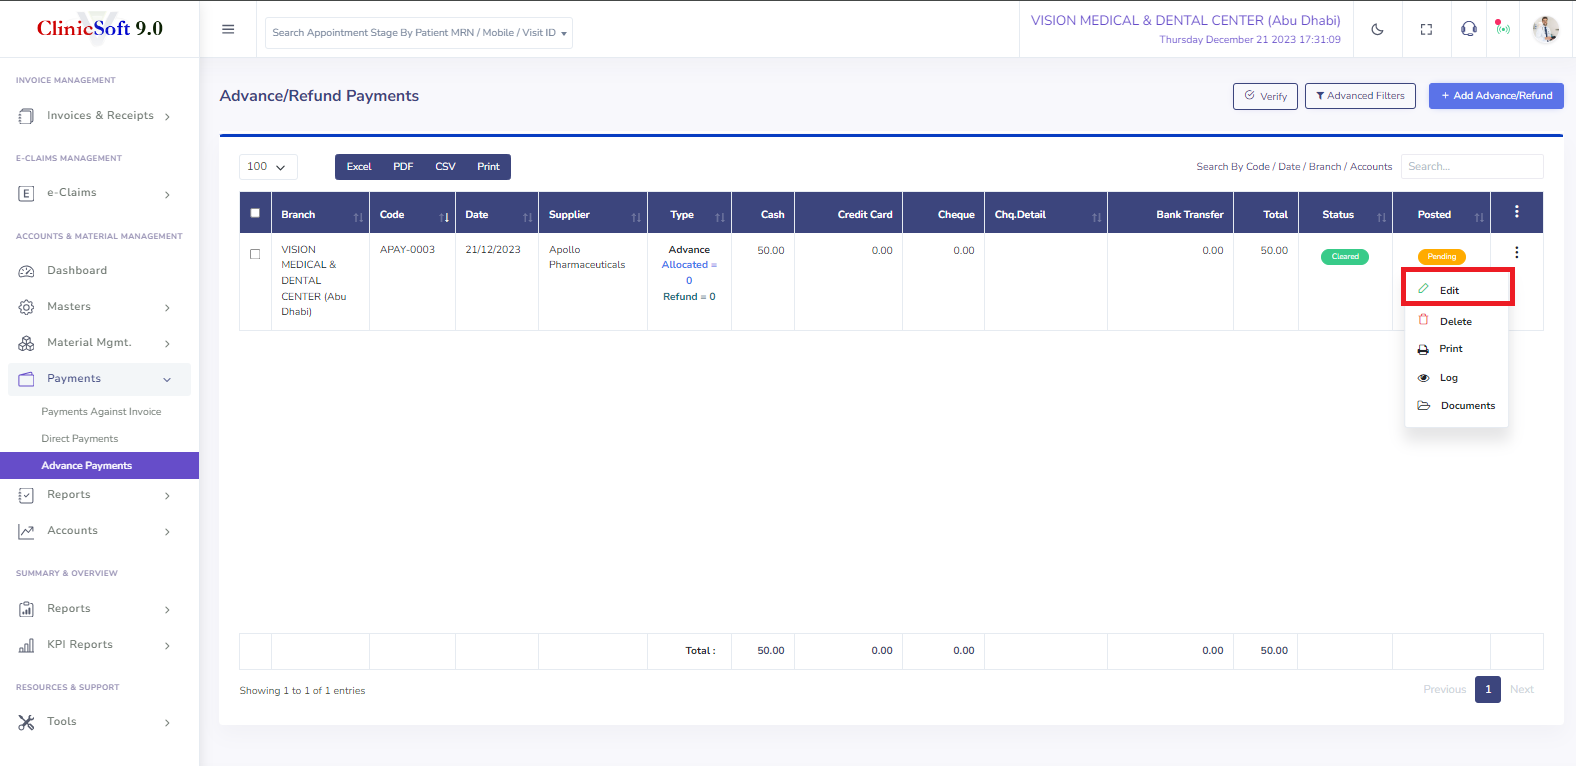 ClinicSoft 9.0
Search Appointment Stage By Patient MRN / Mobile / Visit ID
VISION MEDICAL & DENTAL CENTER (Abu Dhabi)
Thursday December 21 2023 17:31:09
INVOICE MANAGEMENT
Invoices & Receipts
E-CLAIMS MANAGEMENT
E
e-Claims
ACCOUNTS & MATERIAL MANAGEMENT
Dashboard
Masters
Material Mgmt.
Payments
Payments Against Invoice
Direct Payments
Advance Payments
Reports
Accounts
SUMMARY & OVERVIEW
Reports
KPI Reports
RESOURCES & SUPPORT
Tools
Advance/Refund Payments
Verify
Advanced Filters
+ Add Advance/Refund
100
Excel PDF CSV Print
Search By Code / Date / Branch / Accounts
Search...
Branch Code Date Supplier Type Cash Credit Card Cheque Chq.Detail Bank Transfer Total Status Posted
VISION MEDICAL & DENTAL CENTER (Abu Dhabi)
APAY-0003
21/12/2023
Apollo Pharmaceuticals
Advance
Allocated = 0
Refund = 0
50.00
0.00
0.00
0.00
50.00
Cleared
Pending
Edit
Delete
Print
Log
Documents
Total : 50.00 0.00 0.00 0.00 50.00
Showing 1 to 1 of 1 entries
Previous 1 Next